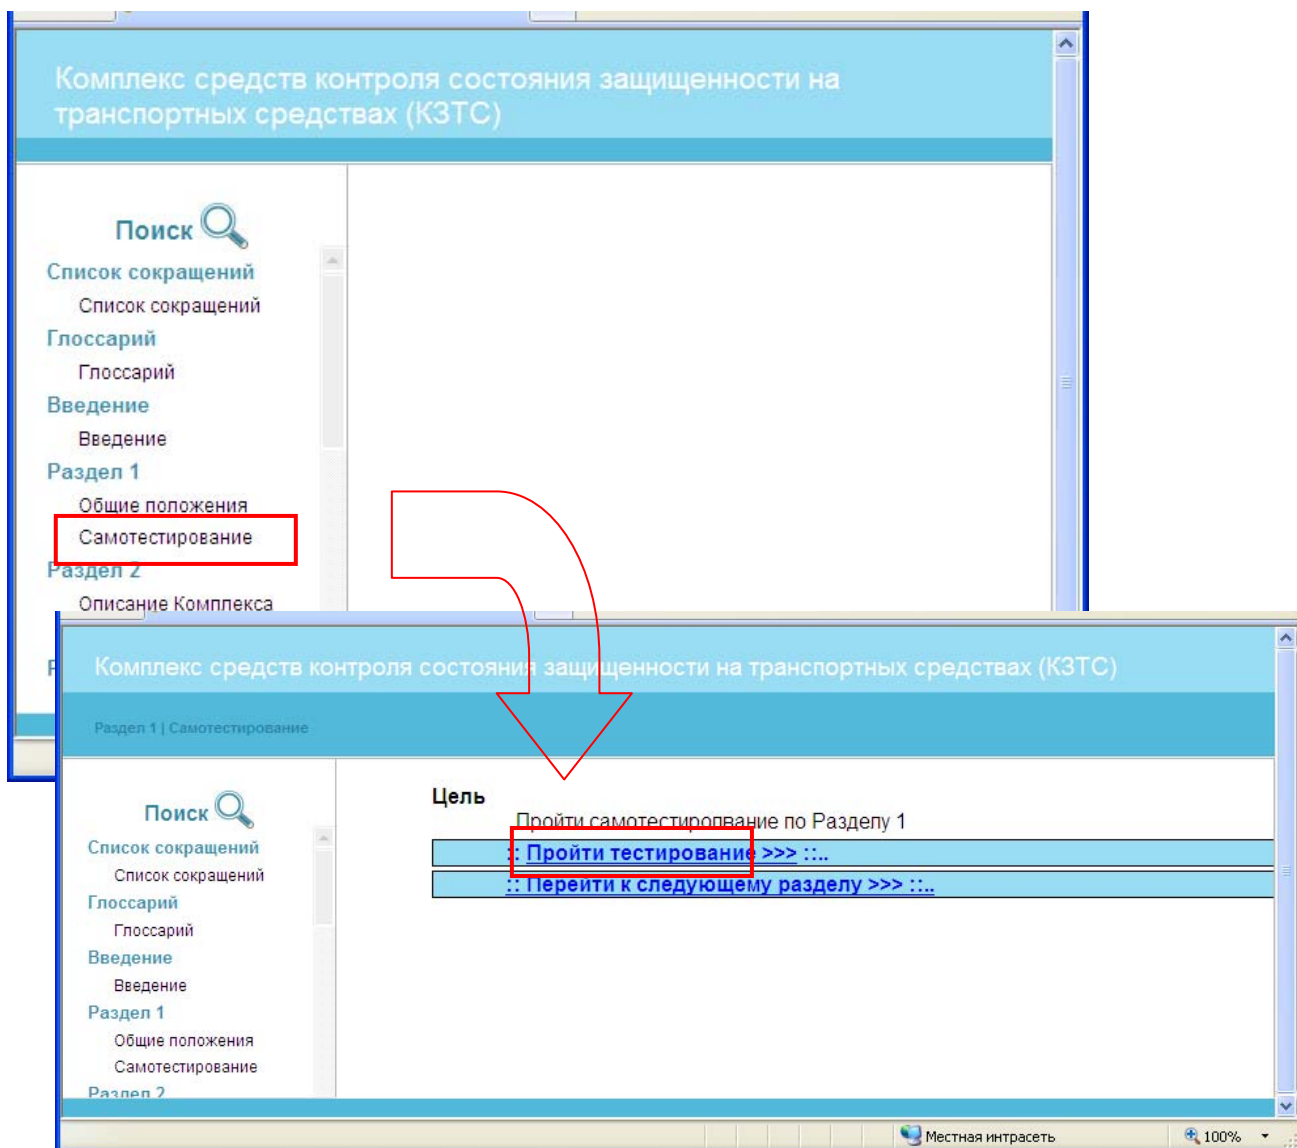 Комплекс средств контроля состояния защищенности на
транспортных средствах (КЗТС)
Поиск
Список сокращений
Список сокращений
Глоссарий
Глоссарий
Введение
Введение
Раздел 1
Общие положения
Самотестирование
Раздел 2
Описание Комплекса
Комплекс средств контроля состояния защищенности на транспортных средствах (КЗТС)
Раздел 1 | Самотестирование
Поиск
Список сокращений
Список сокращений
Глоссарий
Глоссарий
Введение
Введение
Раздел 1
Общие положения
Самотестирование
Раздел 2
Цель
Пройти самотестиропвание по Разделу 1
:: Пройти тестирование >>> ::..
:: Перейти к следующему разделу >>> ::..
Местная интрасеть
100%